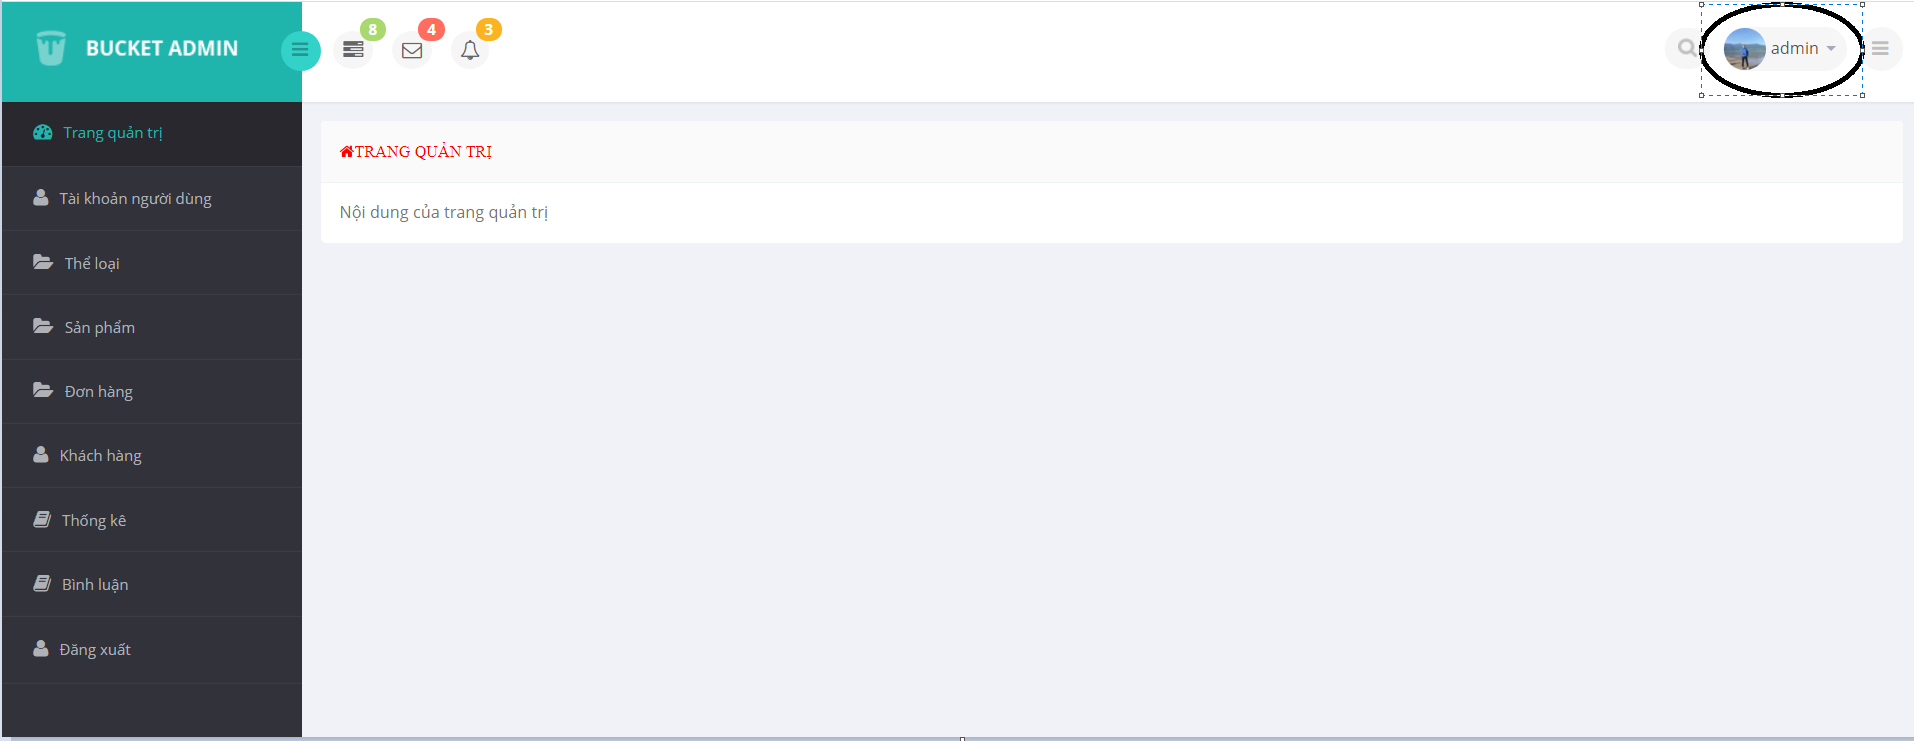 BUCKET ADMIN
8
4
3
admin
Trang quản trị
Tài khoản người dùng
Thể loại
Sản phẩm
Đơn hàng
Khách hàng
Thống kê
Bình luận
Đăng xuất
TRANG QUẢN TRỊ
Nội dung của trang quản trị